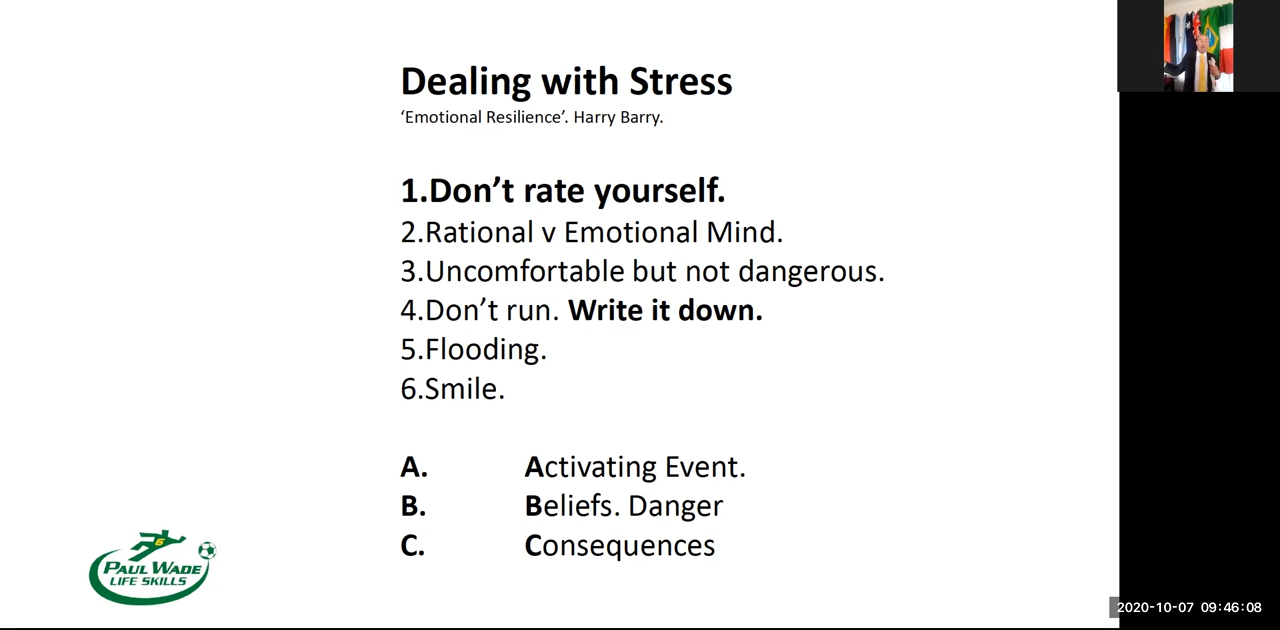 Dealing with Stress
‘Emotional Resilience’. Harry Barry.
1.Don’t rate yourself.
2.Rational v Emotional Mind.
3.Uncomfortable but not dangerous.
4.Don’t run. Write it down.
5.Flooding.
6.Smile.
A. Activating Event.
B. Beliefs. Danger
C. Consequences
6
PAUL WADE
LIFE SKILLS
2020-10-07 09:46:08